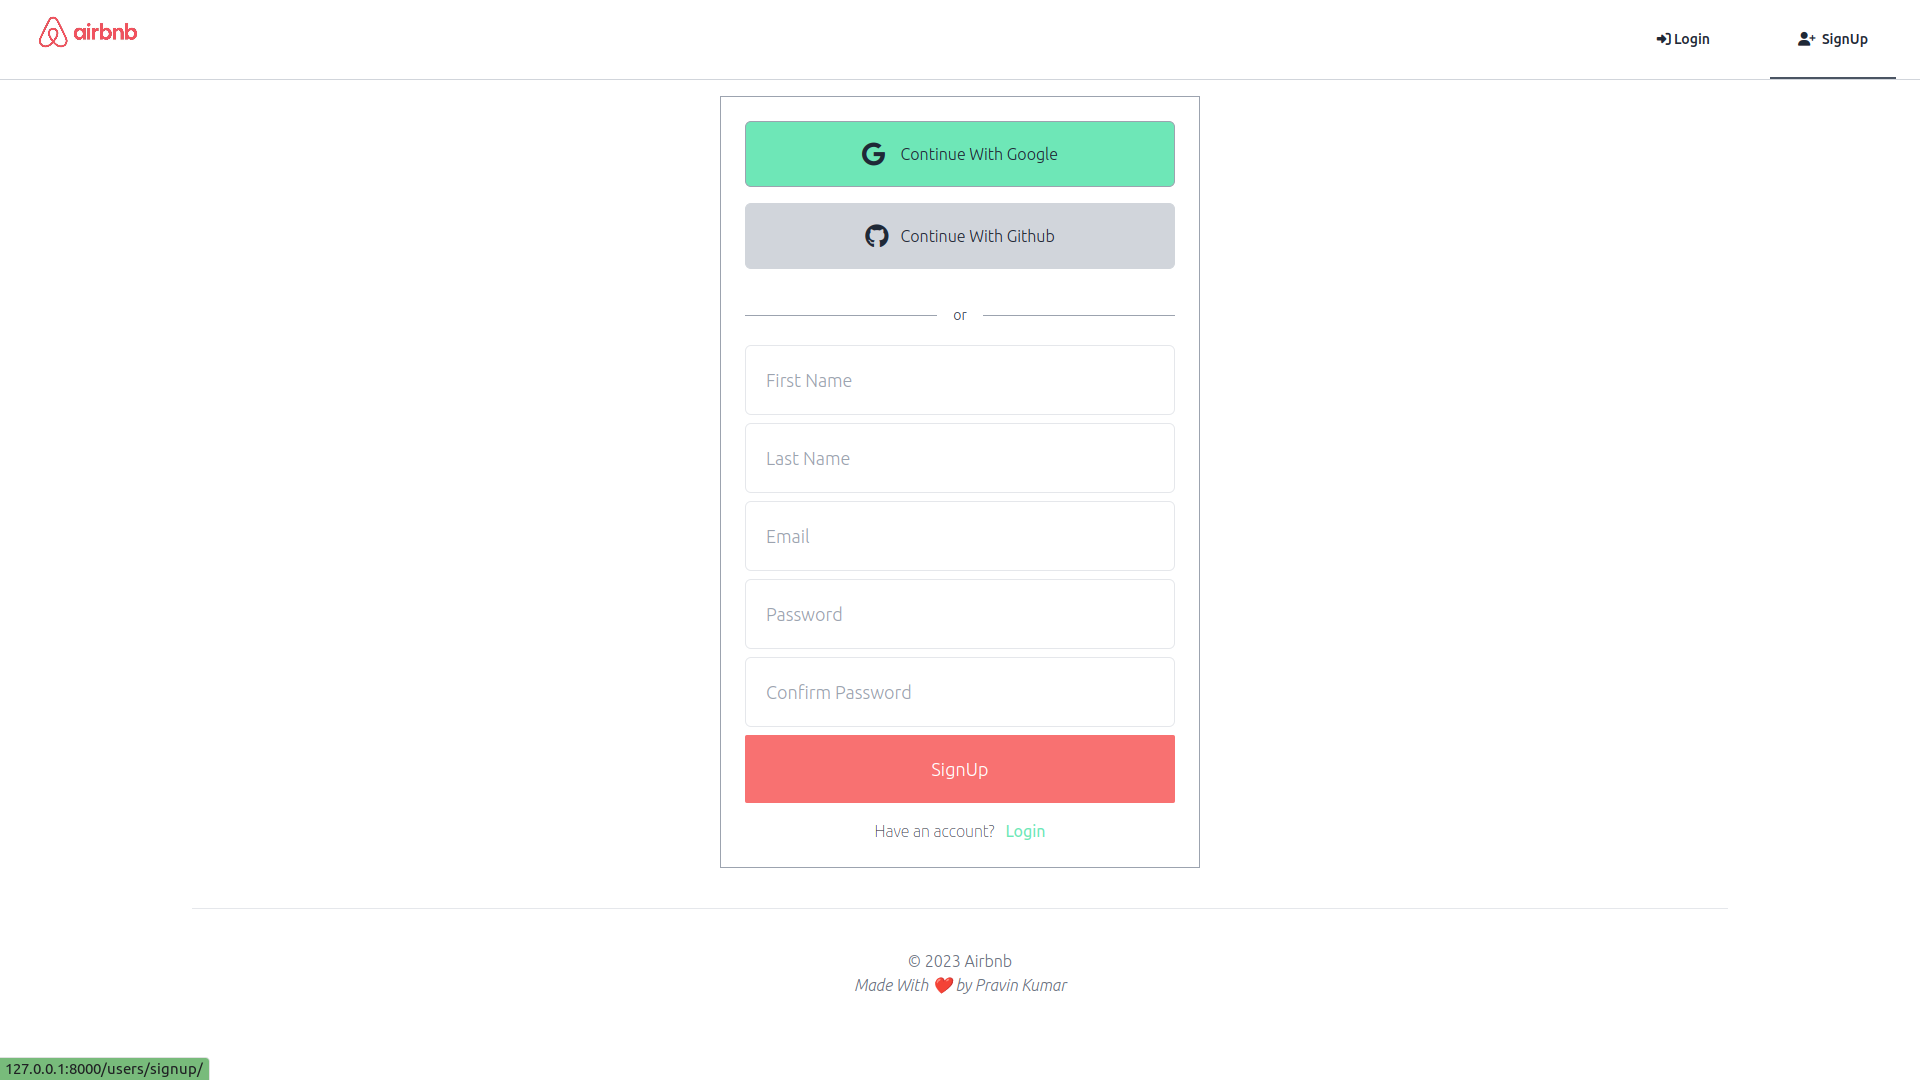 airbnb
Login
SignUp
Continue With Google
Continue With Github
or
First Name
Last Name
Email
Password
Confirm Password
SignUp
Have an account? Login
© 2023 Airbnb
Made With ❤️ by Pravin Kumar
127.0.0.1:8000/users/signup/